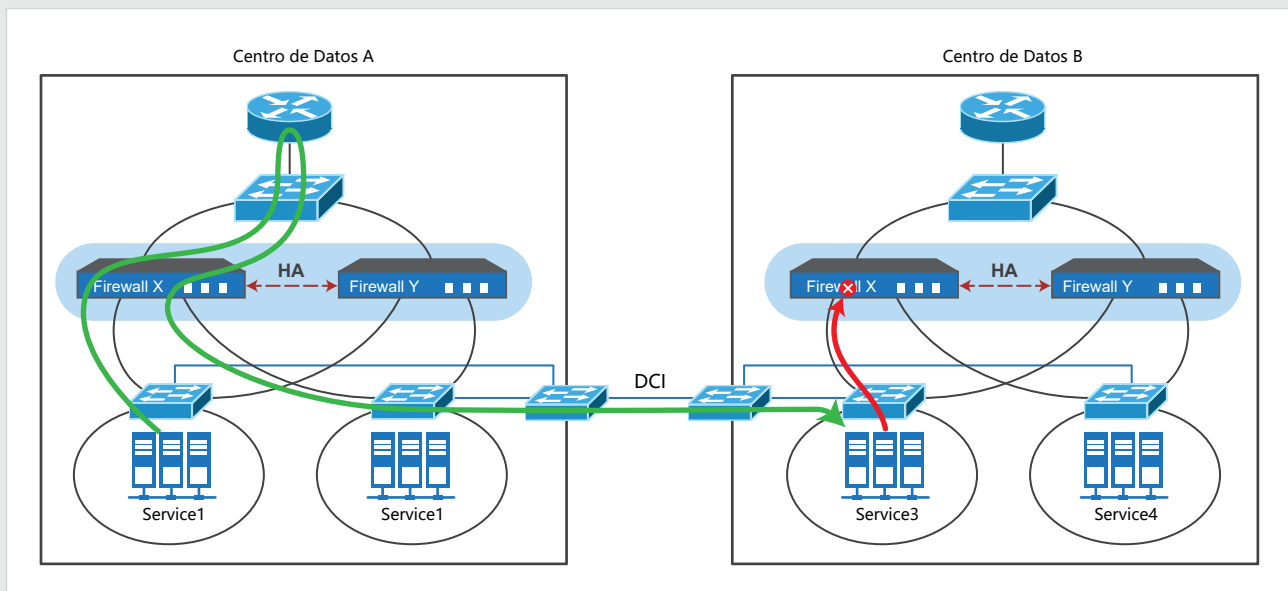 Centro de Datos A
Centro de Datos B
HA
Firewall X
Firewall Y
HA
Firewall X
Firewall Y
DCI
Service1
Service1
Service3
Service4